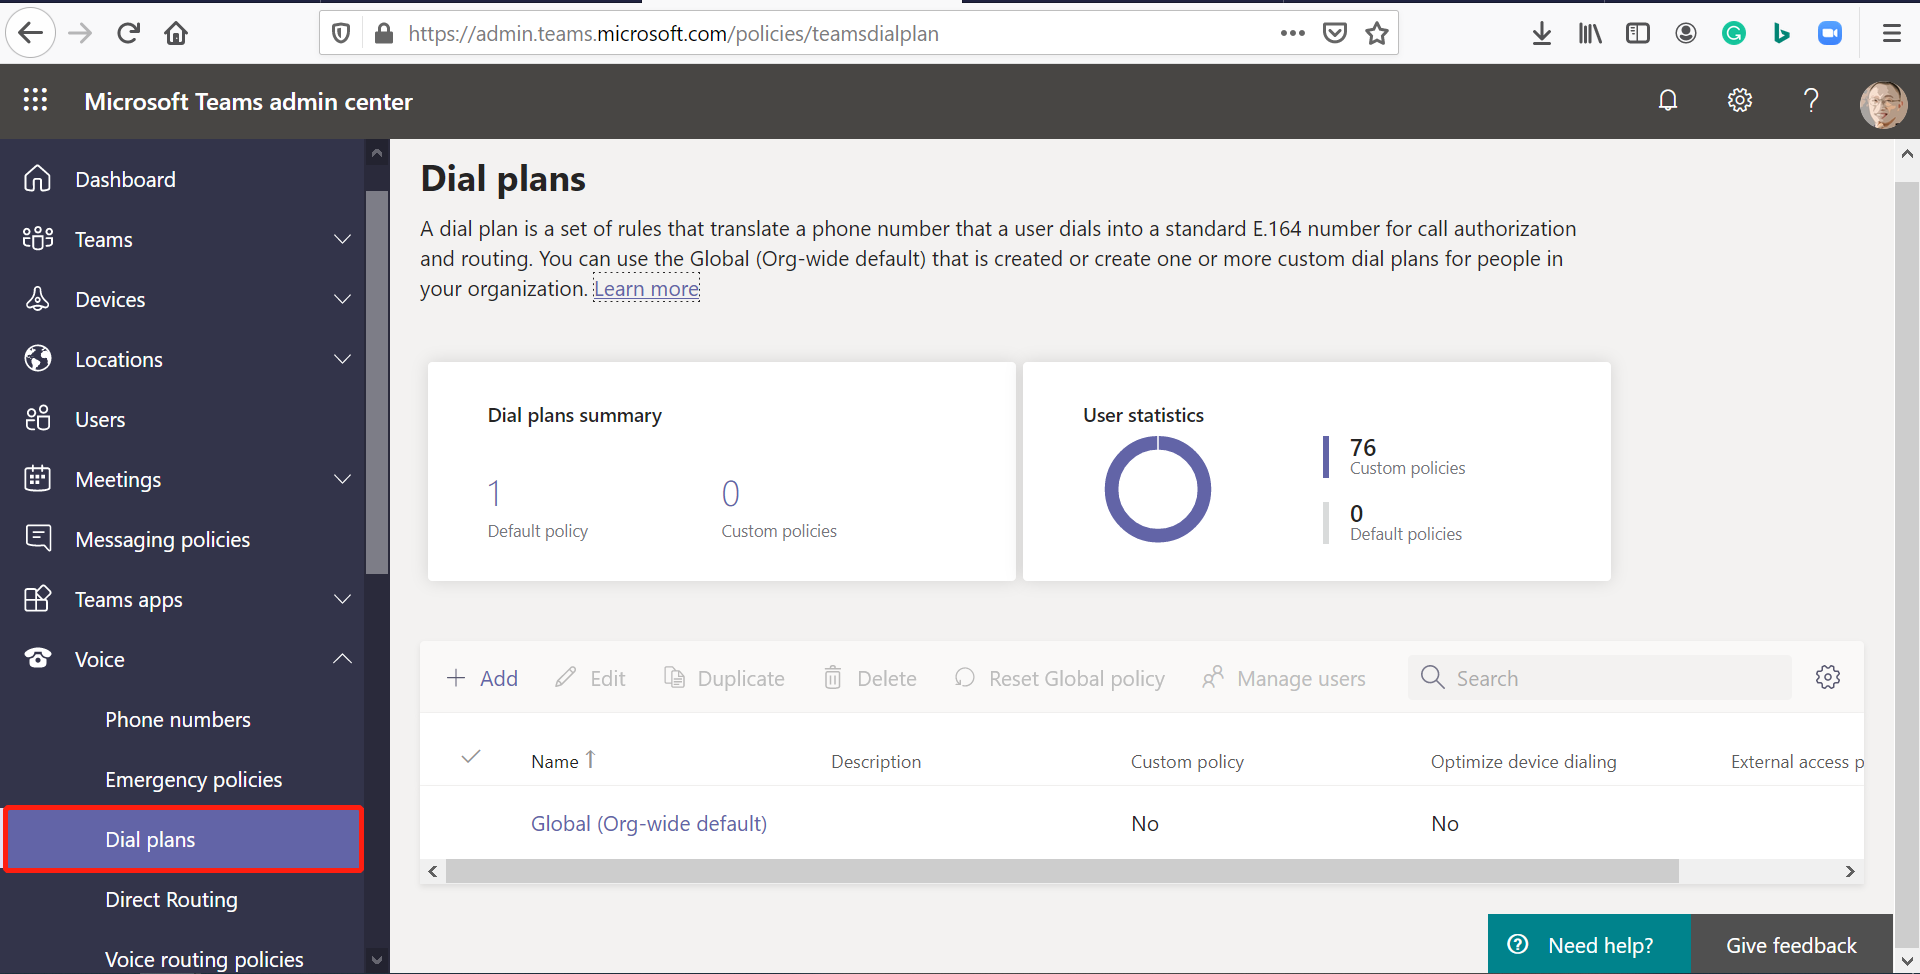 https://admin.teams.microsoft.com/policies/teamsdialplan
Microsoft Teams admin center
Dashboard
Teams
Devices
Locations
Users
Meetings
Messaging policies
Teams apps
Voice
Phone numbers
Emergency policies
Dial plans
Direct Routing
Voice routing policies
Dial plans
A dial plan is a set of rules that translate a phone number that a user dials into a standard E.164 number for call authorization
and routing. You can use the Global (Org-wide default) that is created or create one or more custom dial plans for people in
your organization. Learn more
Dial plans summary
1
Default policy
0
Custom policies
User statistics
76
Custom policies
0
Default policies
Add Edit Duplicate Delete Reset Global policy Manage users Search
Name Description Custom policy Optimize device dialing External access p
Global (Org-wide default) No No
Need help? Give feedback